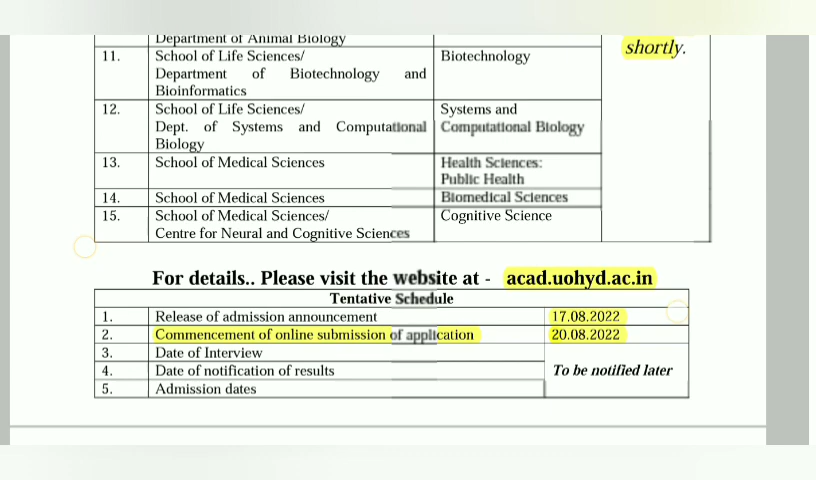 Department of Animal Biology
shortly.
11. School of Life Sciences/ Biotechnology
Department of Biotechnology and
Bioinformatics
12. School of Life Sciences/ Systems and
Dept. of Systems and Computational Computational Biology
Biology
13. School of Medical Sciences Health Sciences:
Public Health
14. School of Medical Sciences Biomedical Sciences
15. School of Medical Sciences/ Cognitive Science
Centre for Neural and Cognitive Sciences
For details.. Please visit the website at - acad.uohyd.ac.in
Tentative Schedule
1. Release of admission announcement 17.08.2022
2. Commencement of online submission of application 20.08.2022
3. Date of Interview
4. Date of notification of results To be notified later
5. Admission dates